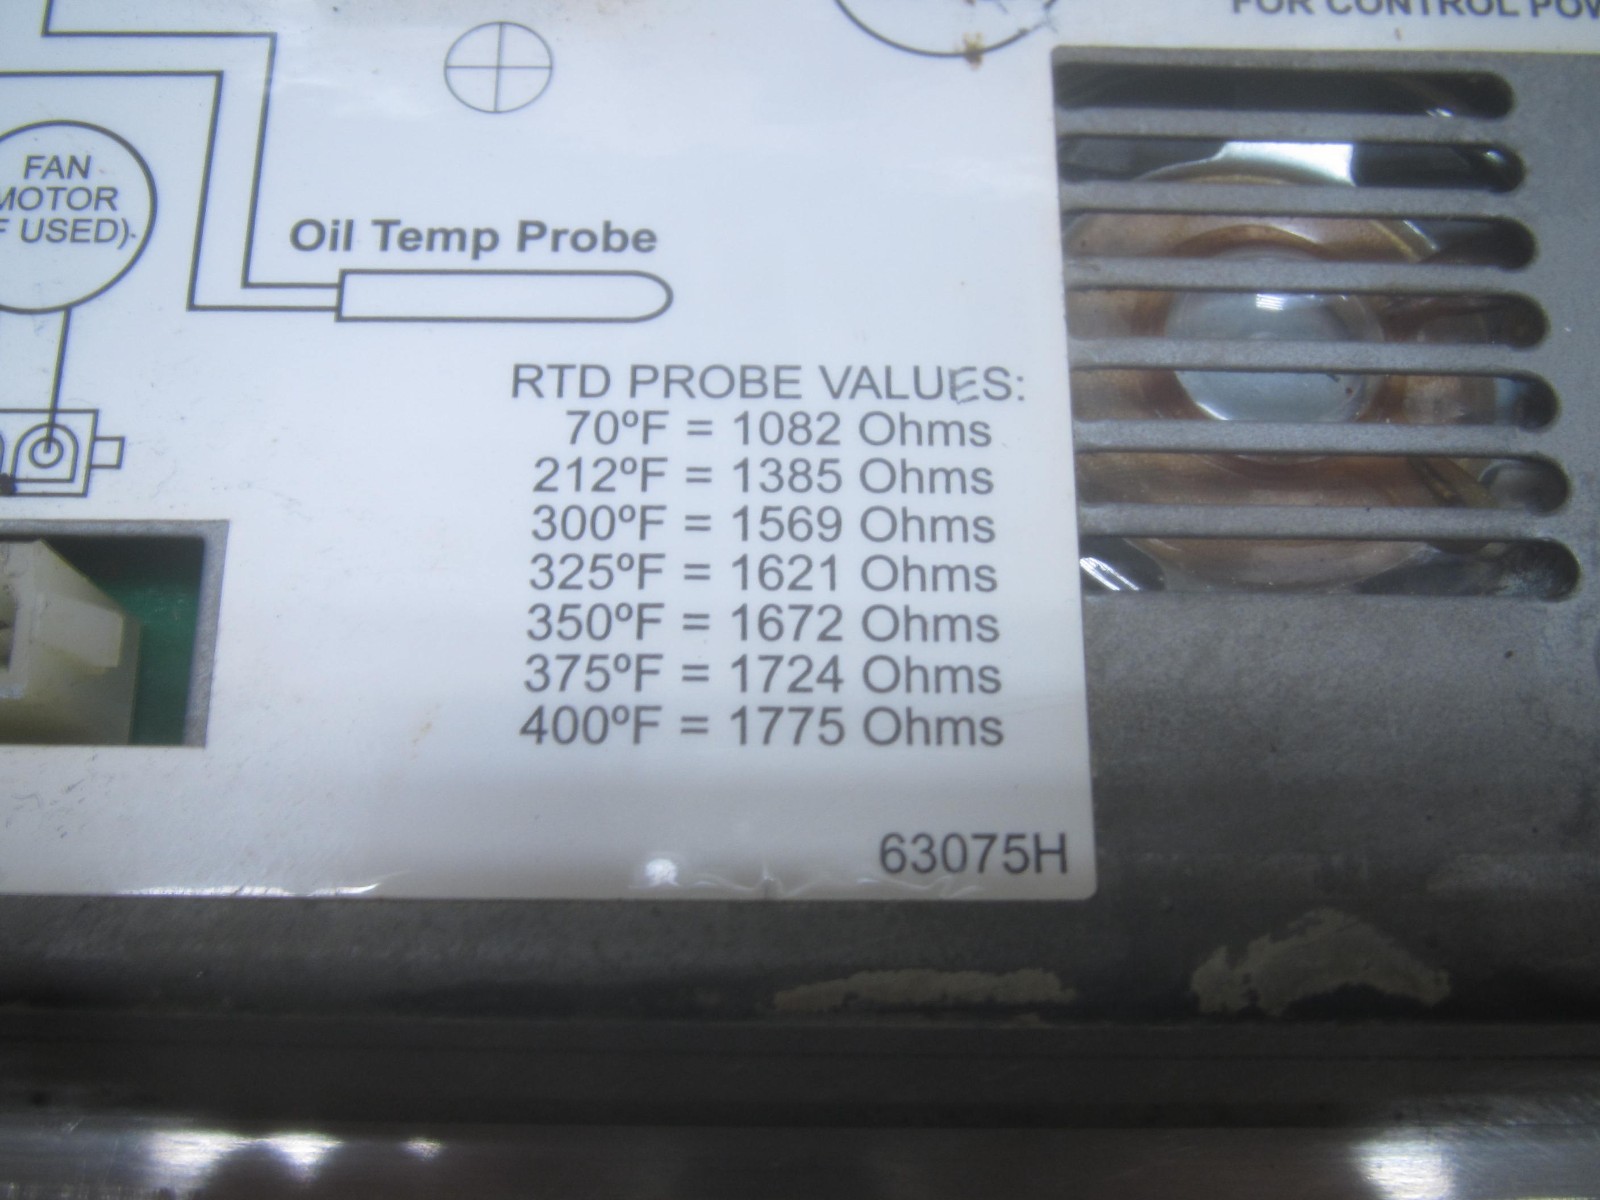 FOR CONTROL
FAN
MOTOR
USED)
Oil Temp Probe
RTD PROBE VALUES:
70ºF = 1082 Ohms
212ºF = 1385 Ohms
300ºF = 1569 Ohms
325ºF = 1621 Ohms
350ºF = 1672 Ohms
375ºF = 1724 Ohms
400ºF = 1775 Ohms
63075H